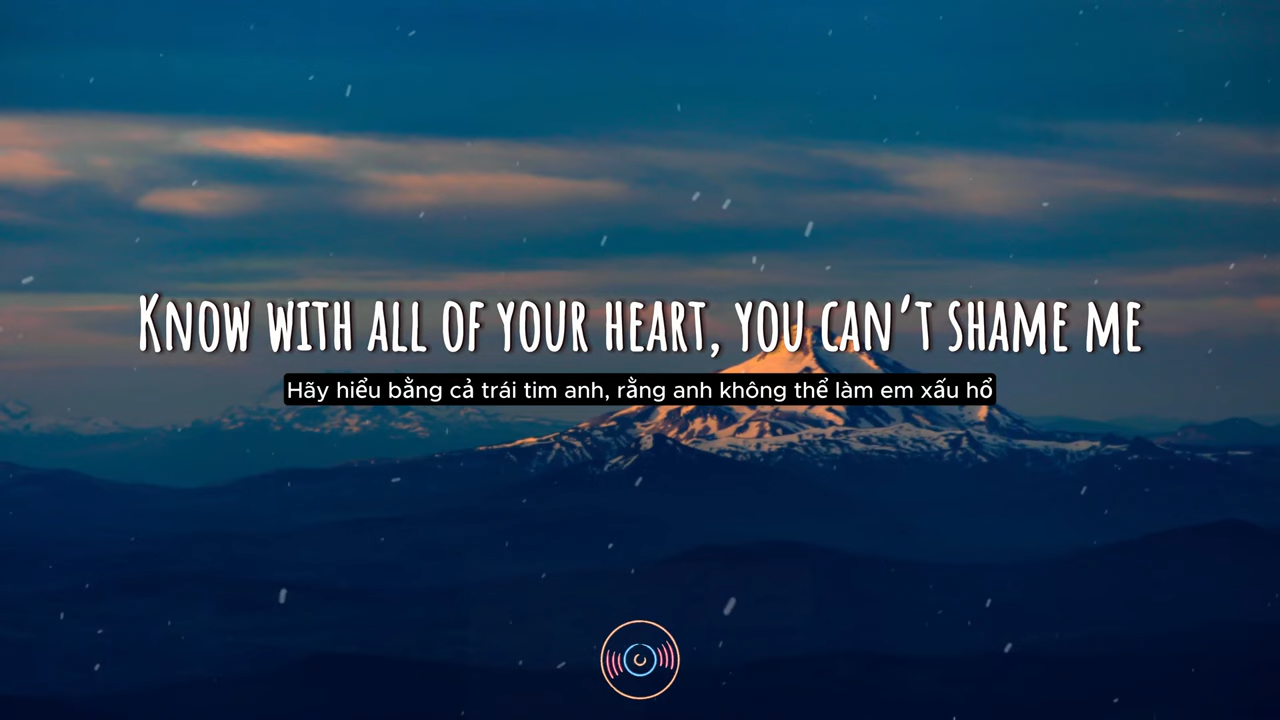 Know with all of your heart, you can’t shame me
Hãy hiểu bằng cả trái tim anh, rằng anh không thể làm em xấu hổ